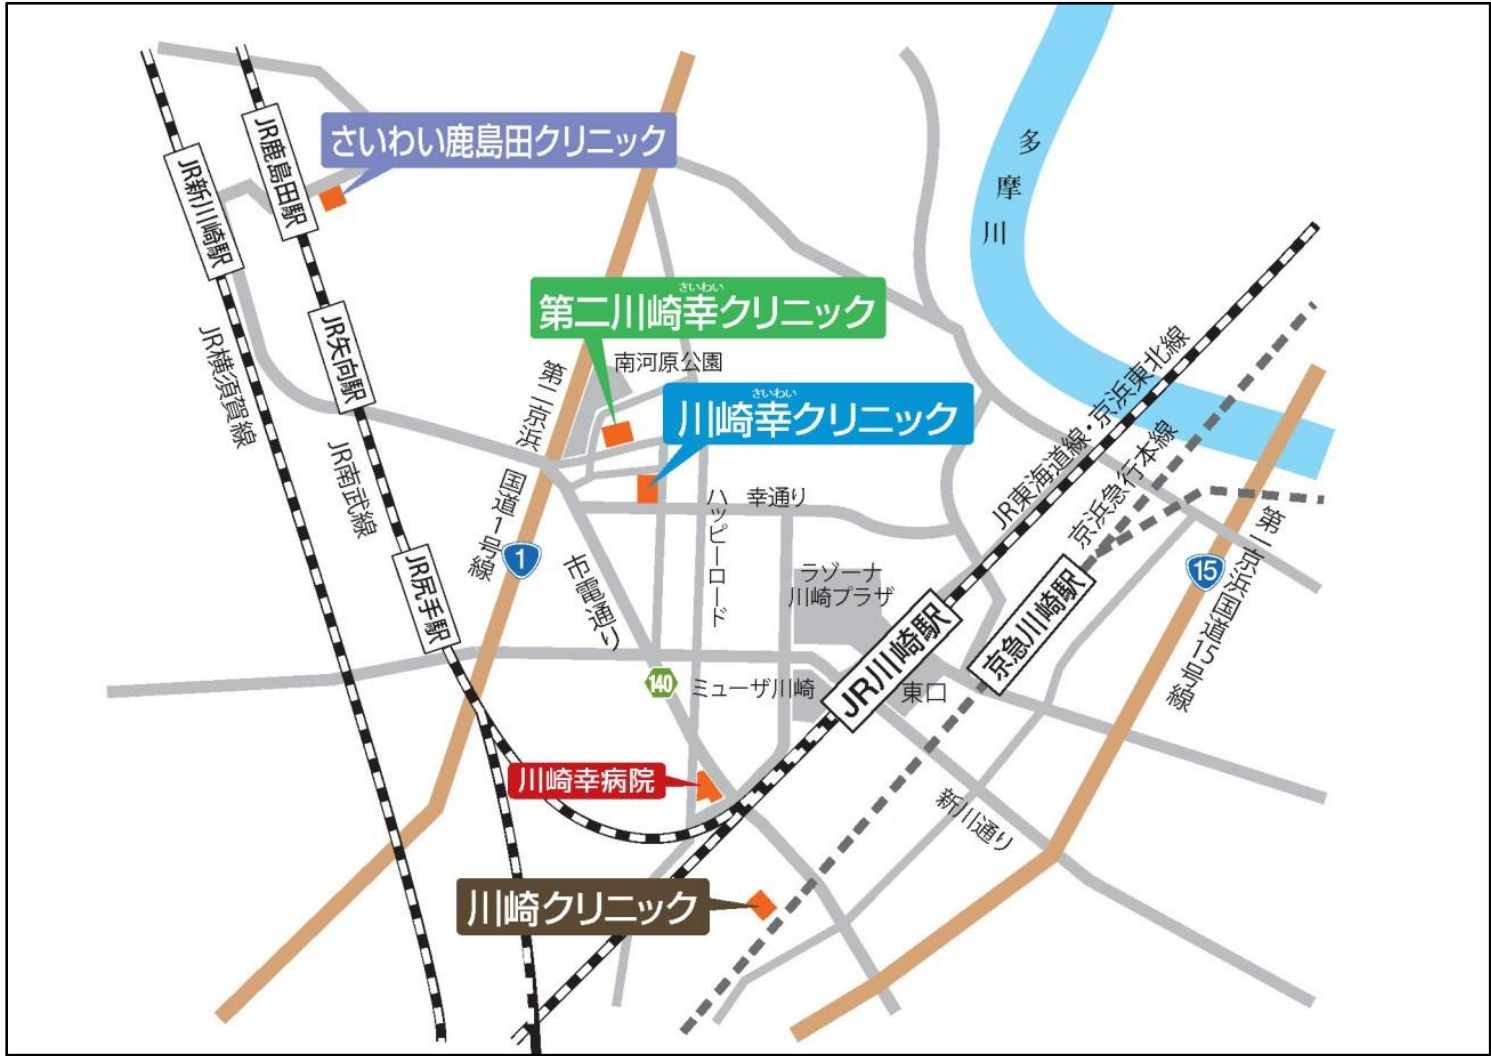 さいわい鹿島田クリニック
JR鹿島田駅
JR新川崎駅
多摩川
さいわい
第二川崎幸クリニック
JR矢向駅
JR横須賀線
南河原公園
第二京浜
国道1号線
さいわい
川崎幸クリニック
JR東海道線・京浜東北線
京浜急行本線
JR南武線
ハッピーロード
幸通り
1
市電通り
JR尻手駅
ラゾーナ
川崎プラザ
15
第一京浜国道15号線
JR川崎駅
京急川崎駅
140
ミューザ川崎
東口
川崎幸病院
新川通り
川崎クリニック